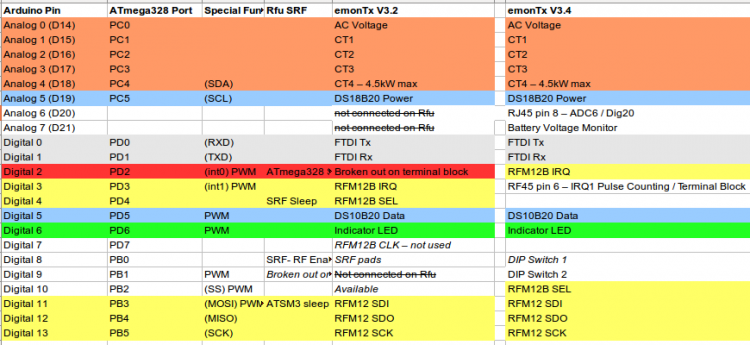 Arduino Pin ATmega328 Port Special Fun Rfu SRF emonTx V3.2 emonTx V3.4
Analog 0 (D14) PC0 AC Voltage AC Voltage
Analog 1 (D15) PC1 CT1 CT1
Analog 2 (D16) PC2 CT2 CT2
Analog 3 (D17) PC3 CT3 CT3
Analog 4 (D18) PC4 (SDA) CT4 – 4.5kW max CT4 – 4.5kW max
Analog 5 (D19) PC5 (SCL) DS18B20 Power DS18B20 Power
Analog 6 (D20) not connected on Rfu RJ45 pin 8 – ADC6 / Dig20
Analog 7 (D21) not connected on Rfu Battery Voltage Monitor
Digital 0 PD0 (RXD) FTDI Tx FTDI Tx
Digital 1 PD1 (TXD) FTDI Rx FTDI Rx
Digital 2 PD2 (int0) PWM ATmega328 Broken out on terminal block RFM12B IRQ
Digital 3 PD3 (int1) PWM RFM12B IRQ RF45 pin 6 – IRQ1 Pulse Counting / Terminal Block
Digital 4 PD4 SRF Sleep RFM12B SEL
Digital 5 PD5 PWM DS10B20 Data DS10B20 Data
Digital 6 PD6 PWM Indicator LED Indicator LED
Digital 7 PD7 RFM12B CLK – not used
Digital 8 PB0 SRF- RF Ena SRF pads DIP Switch 1
Digital 9 PB1 PWM Broken out on Not connected on Rfu DIP Switch 2
Digital 10 PB2 (SS) PWM Available RFM12B SEL
Digital 11 PB3 (MOSI) PWM ATSM3 sleep RFM12 SDI RFM12 SDI
Digital 12 PB4 (MISO) RFM12 SDO RFM12 SDO
Digital 13 PB5 (SCK) RFM12 SCK RFM12 SCK